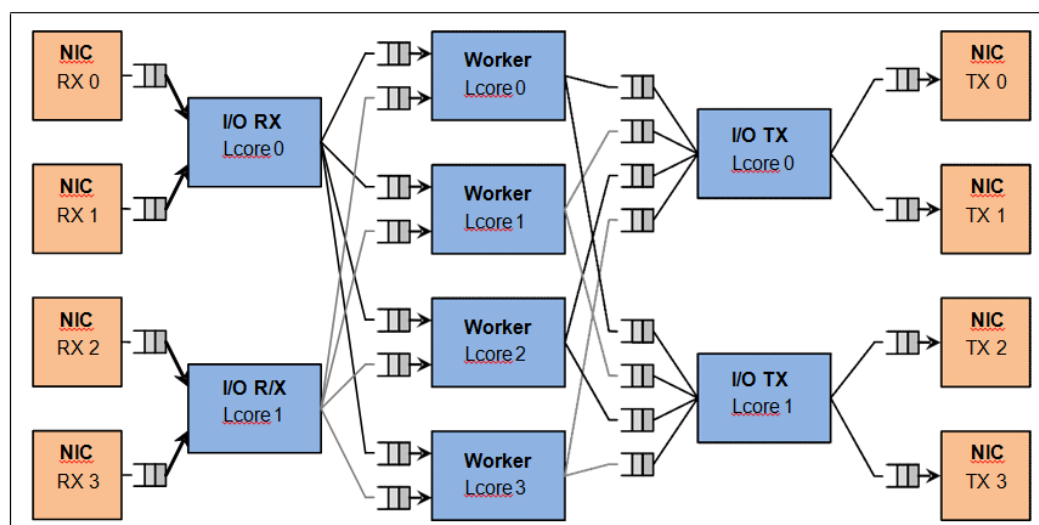 NIC
RX 0
NIC
RX 1
NIC
RX 2
NIC
RX 3
I/O RX
Lcore 0
I/O R/X
Lcore 1
Worker
Lcore 0
Worker
Lcore 1
Worker
Lcore 2
Worker
Lcore 3
I/O TX
Lcore 0
I/O TX
Lcore 1
NIC
TX 0
NIC
TX 1
NIC
TX 2
NIC
TX 3